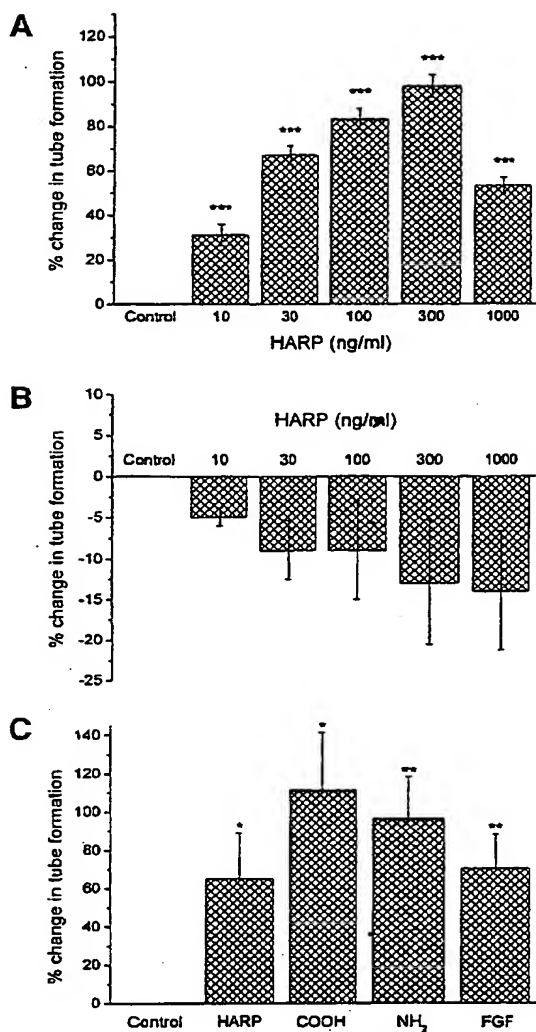 A
% change in tube formation
120
100
80
60
40
20
0
*** *** *** *** ***
Control 10 30 100 300 1000
HARP (ng/ml)
B
% change in tube formation
10
5
0
-5
-10
-15
-20
-25
HARP (ng/ml)
Control 10 30 100 300 1000
C
% change in tube formation
140
120
100
80
60
40
20
0
* * ** **
Control HARP COOH NH2 FGF